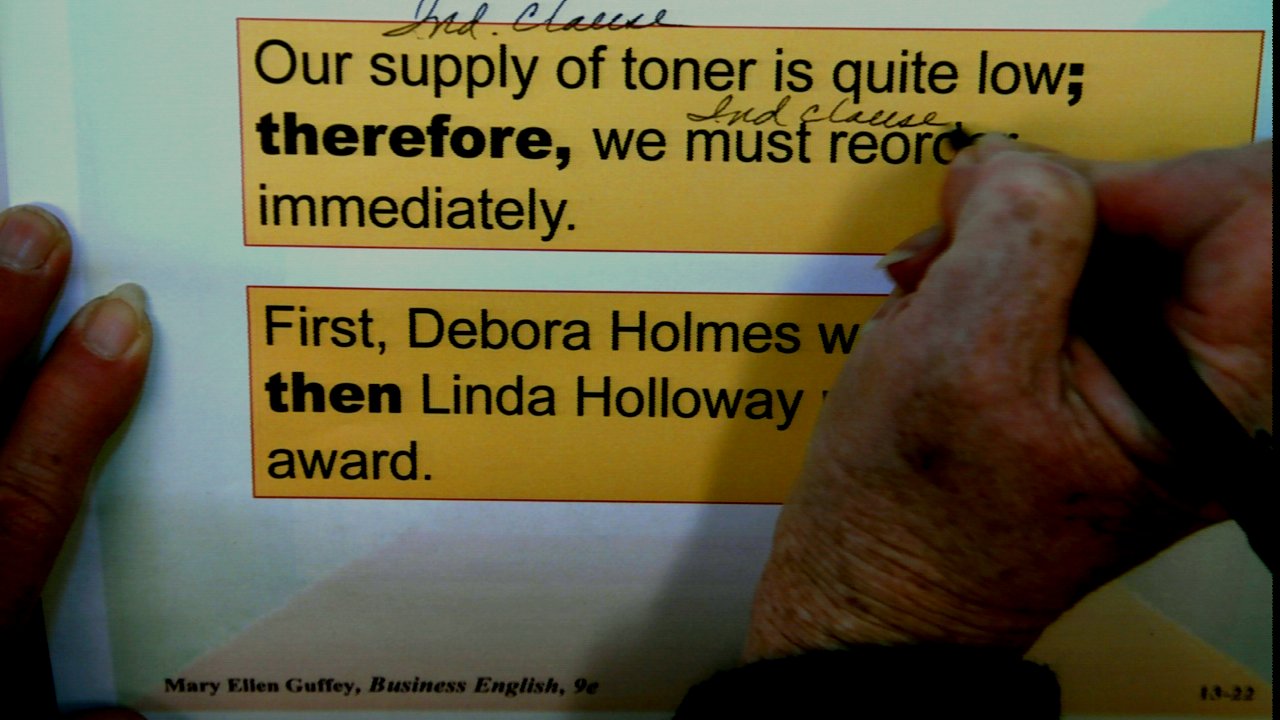 Ind. Clause
Our supply of toner is quite low;
Ind clause
therefore, we must reorder
immediately.
First, Debora Holmes
then Linda Holloway
award.
Mary Ellen Guffey, Business English, 9e
13-22